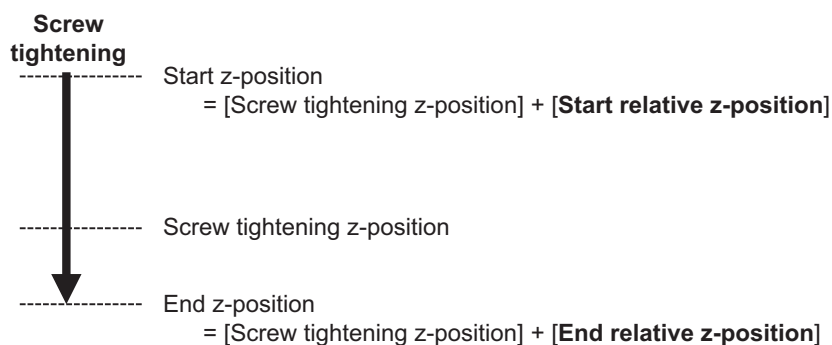 Screw
tightening
Start z-position
= [Screw tightening z-position] + [Start relative z-position]
Screw tightening z-position
End z-position
= [Screw tightening z-position] + [End relative z-position]